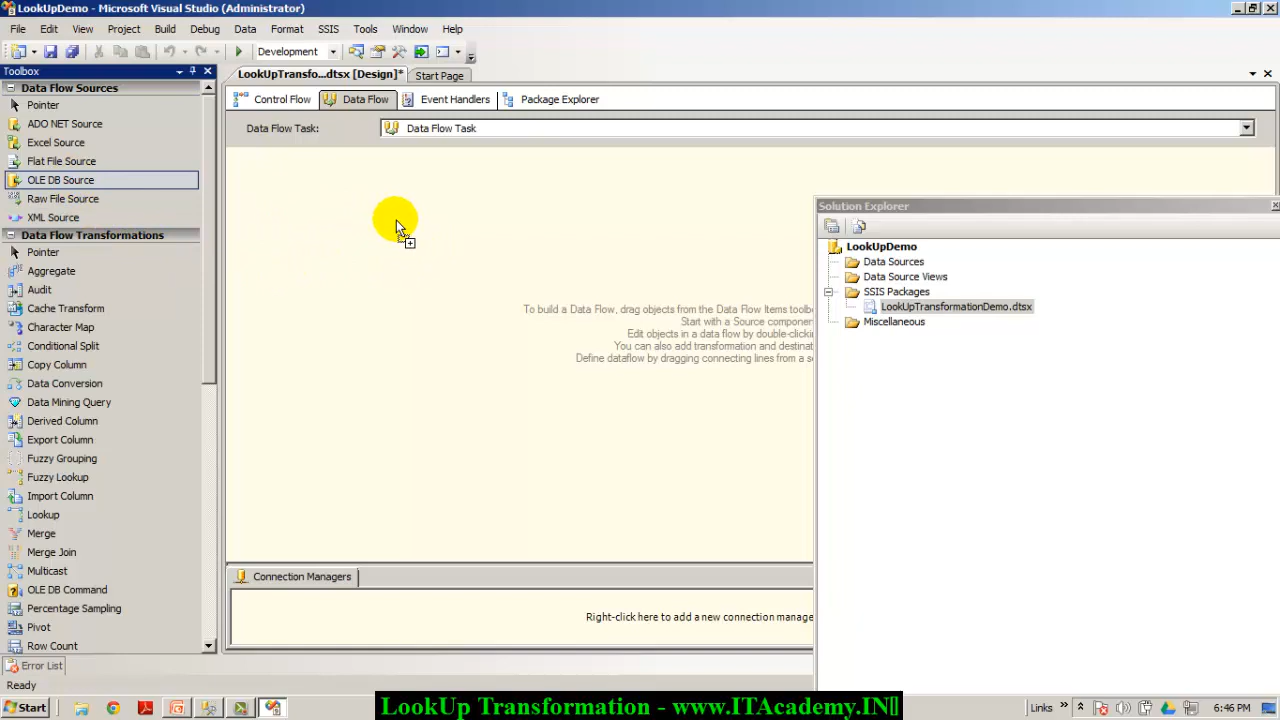 LookUpDemo - Microsoft Visual Studio (Administrator)
File Edit View Project Build Debug Data Format SSIS Tools Window Help
Development
Toolbox
LookUpTransfo...dtsx [Design]* Start Page
Data Flow Sources
Pointer
ADO NET Source
Excel Source
Flat File Source
OLE DB Source
Raw File Source
XML Source
Data Flow Transformations
Pointer
Aggregate
Audit
Cache Transform
Character Map
Conditional Split
Copy Column
Data Conversion
Data Mining Query
Derived Column
Export Column
Fuzzy Grouping
Fuzzy Lookup
Import Column
Lookup
Merge
Merge Join
Multicast
OLE DB Command
Percentage Sampling
Pivot
Row Count
Control Flow Data Flow Event Handlers Package Explorer
Data Flow Task: Data Flow Task
To build a Data Flow, drag objects from the Data Flow Items toolb
Start with a Source componen
Edit objects in a data flow by double-clickin
You can also add transformation and destinat
Define dataflow by dragging connecting lines from a s
Solution Explorer
LookUpDemo
Data Sources
Data Source Views
SSIS Packages
LookUpTransformationDemo.dtsx
Miscellaneous
Connection Managers
Right-click here to add a new connection manage
Error List
Ready
Start
LookUp Transformation - www.ITAcademy.IN
Links »
6:46 PM